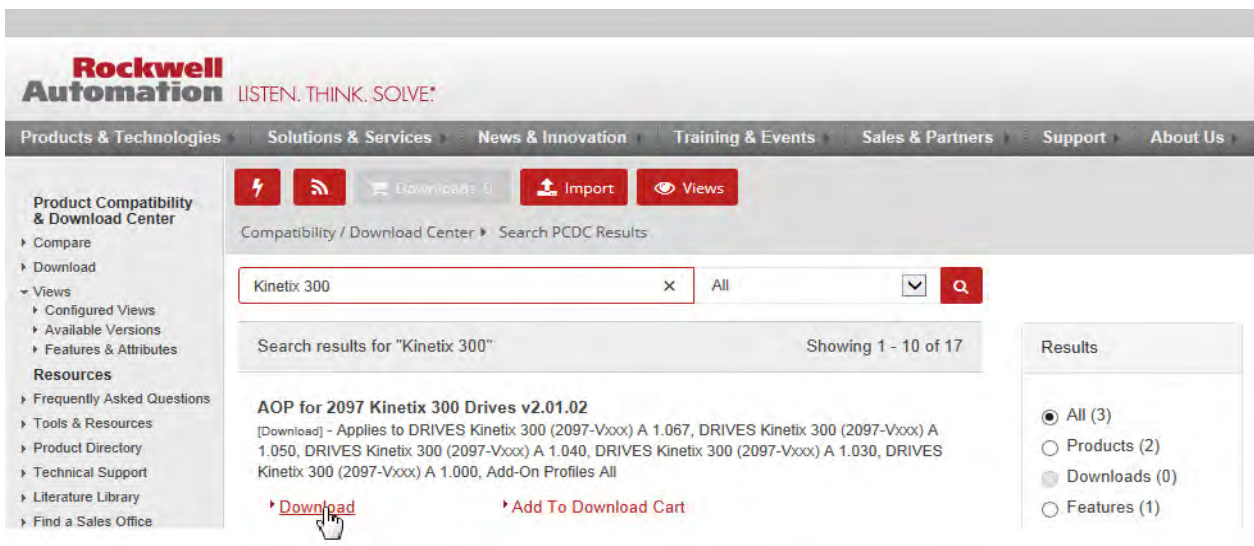 Rockwell
Automation LISTEN. THINK. SOLVE.®
Products & Technologies Solutions & Services News & Innovation Training & Events Sales & Partners Support About Us
Product Compatibility
& Download Center
Compare
Download
Views
Configured Views
Available Versions
Features & Attributes
Resources
Frequently Asked Questions
Tools & Resources
Product Directory
Technical Support
Literature Library
Find a Sales Office
Downloads 0 Import Views
Compatibility / Download Center Search PCDC Results
Kinetix 300 × All
Search results for "Kinetix 300" Showing 1 - 10 of 17
AOP for 2097 Kinetix 300 Drives v2.01.02
[Download] - Applies to DRIVES Kinetix 300 (2097-Vxxx) A 1.067, DRIVES Kinetix 300 (2097-Vxxx) A
1.050, DRIVES Kinetix 300 (2097-Vxxx) A 1.040, DRIVES Kinetix 300 (2097-Vxxx) A 1.030, DRIVES
Kinetix 300 (2097-Vxxx) A 1.000, Add-On Profiles All
Download Add To Download Cart
Results
All (3)
Products (2)
Downloads (0)
Features (1)